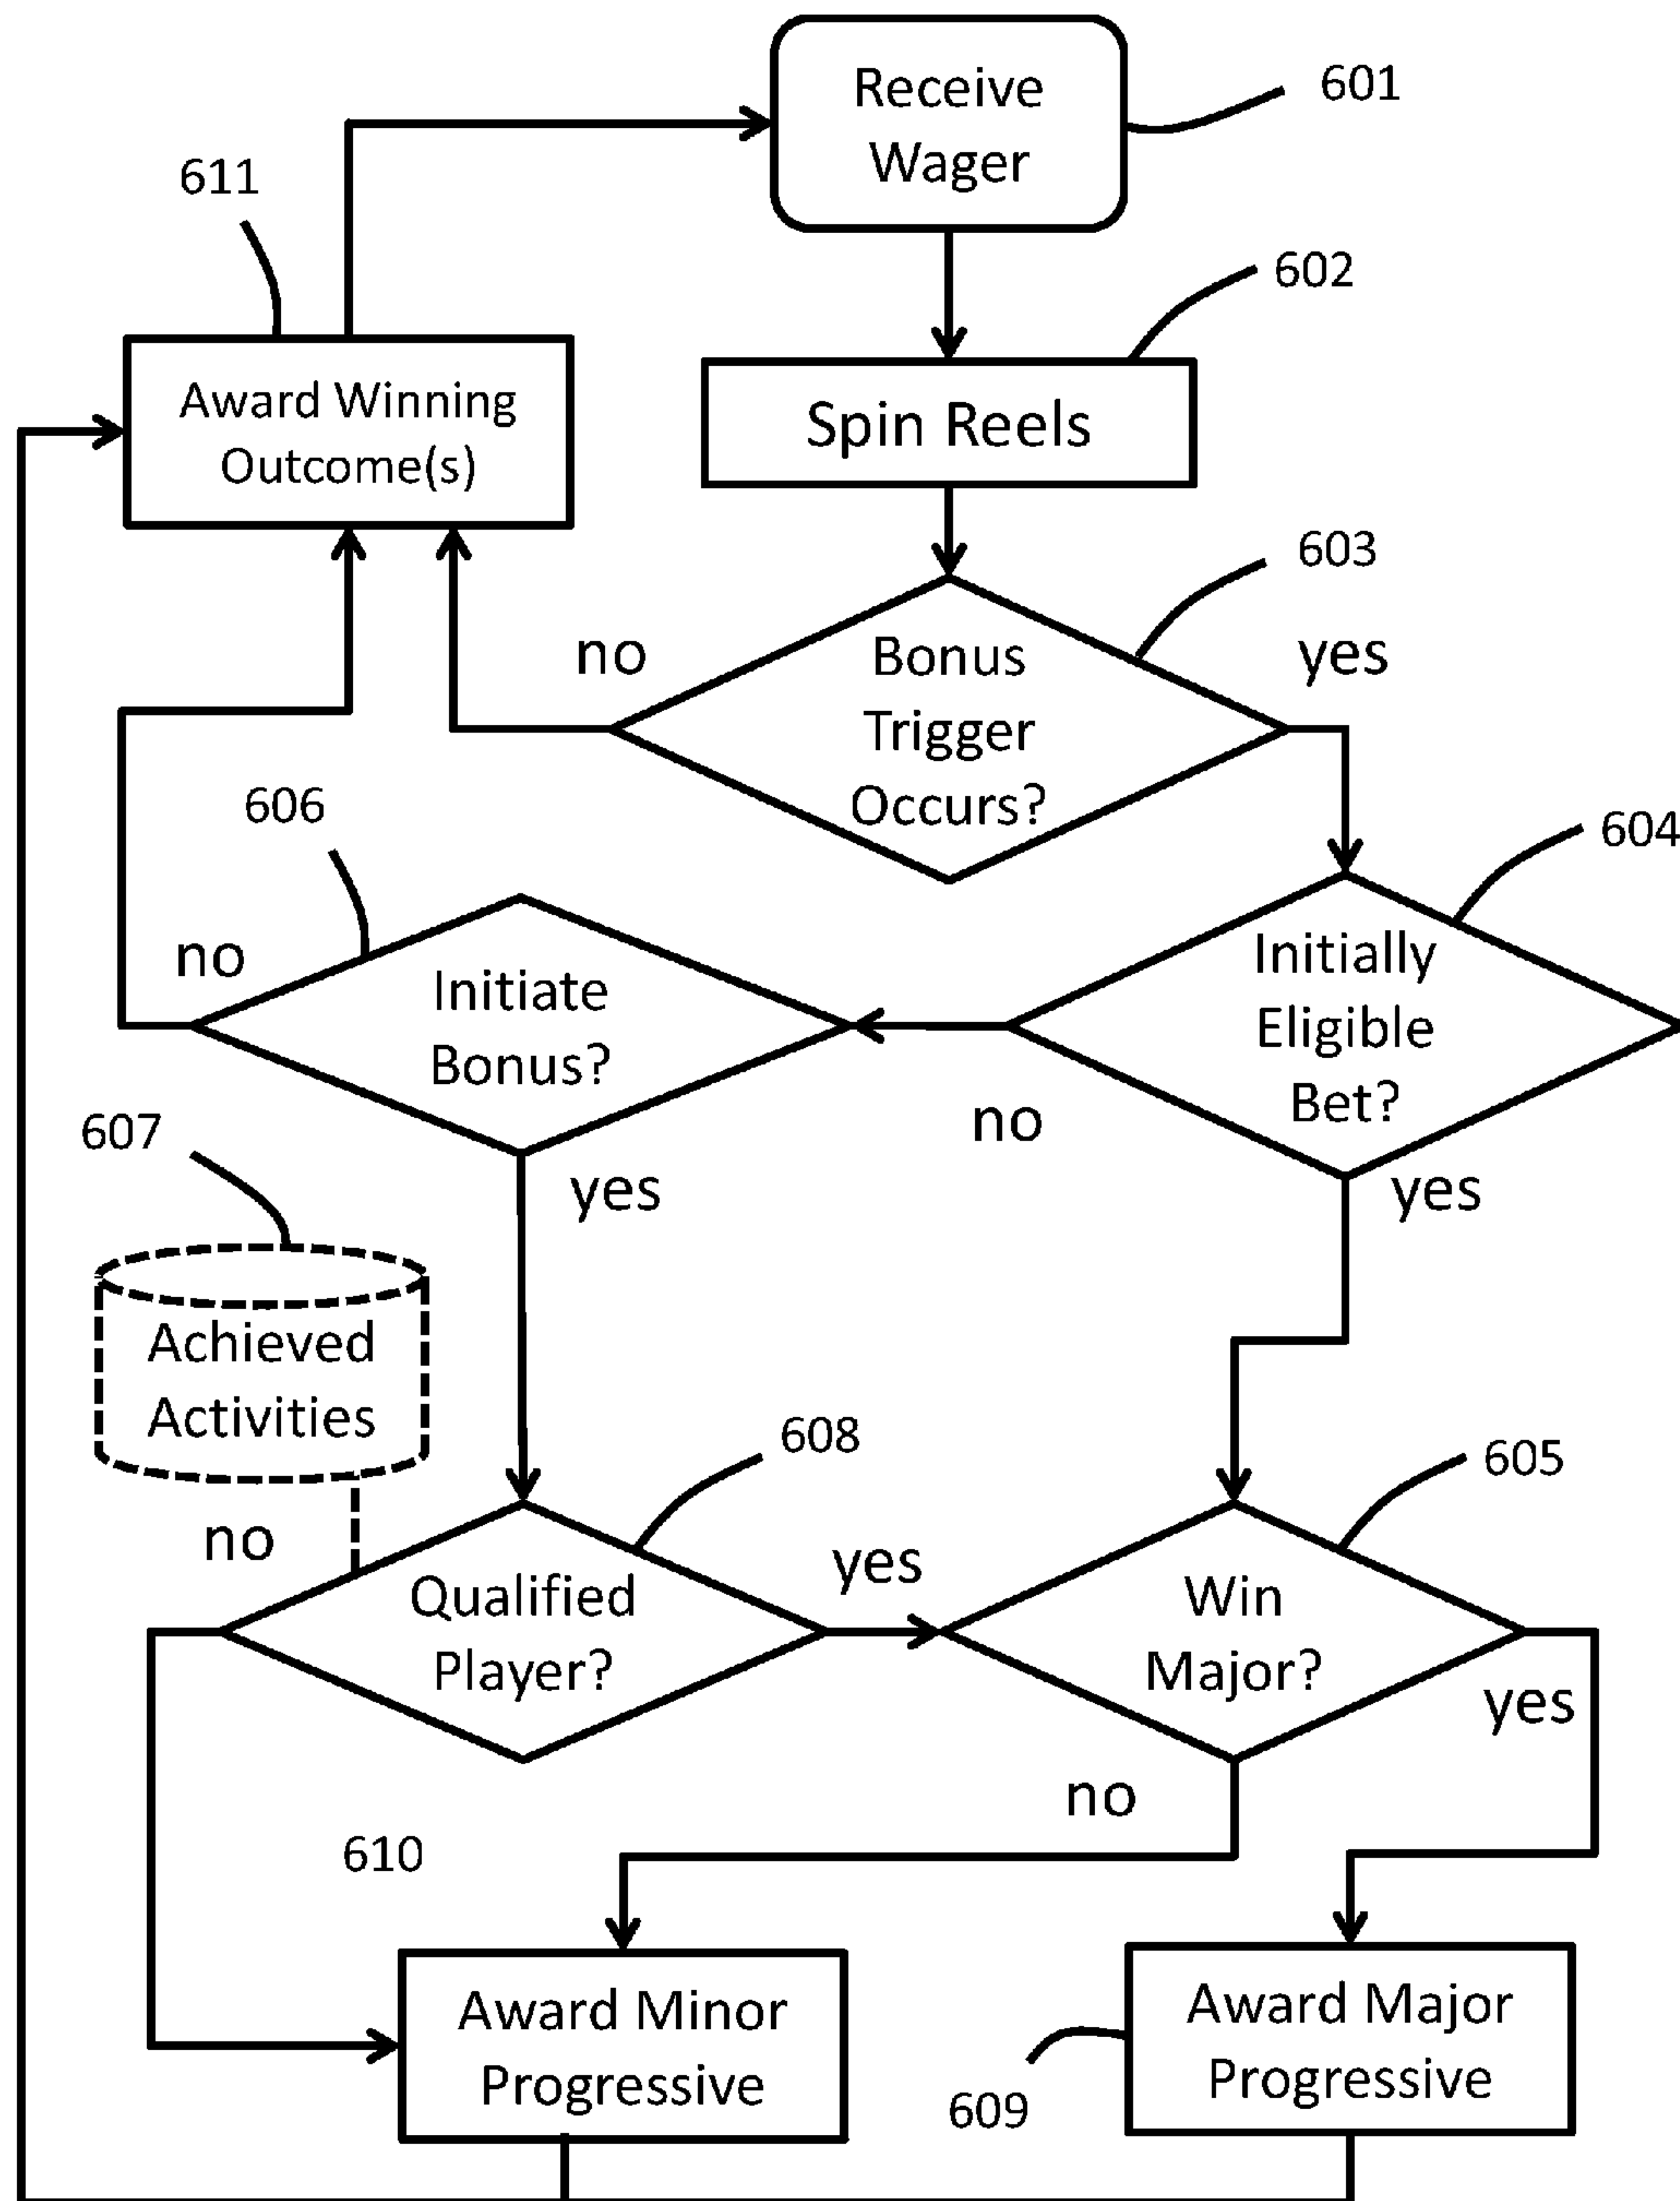 Receive
Wager
601
611
602
Award Winning
Outcome(s)
Spin Reels
603
no
Bonus
Trigger
Occurs?
yes
606
604
no
Initiate
Bonus?
Initially
Eligible
Bet?
no
607
yes
yes
Achieved
Activities
608
605
no
Qualified
Player?
yes
Win
Major?
yes
no
610
Award Minor
Progressive
Award Major
Progressive
609